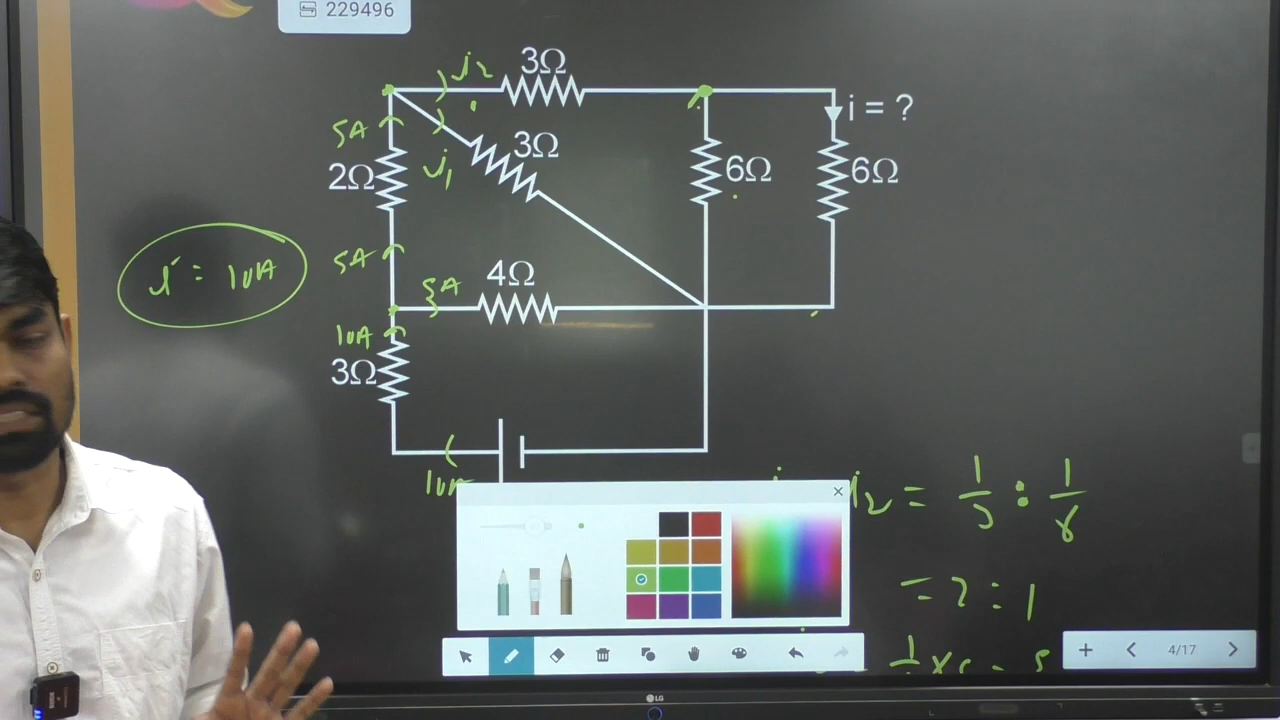 229496
3Ω
i₂
i = ?
5A
3Ω
2Ω
i₁
6Ω
6Ω
5A
i = 10A
5A
4Ω
10A
3Ω
10A
i₂ = 1/3 : 1/6
= 2 : 1
4/17
LG